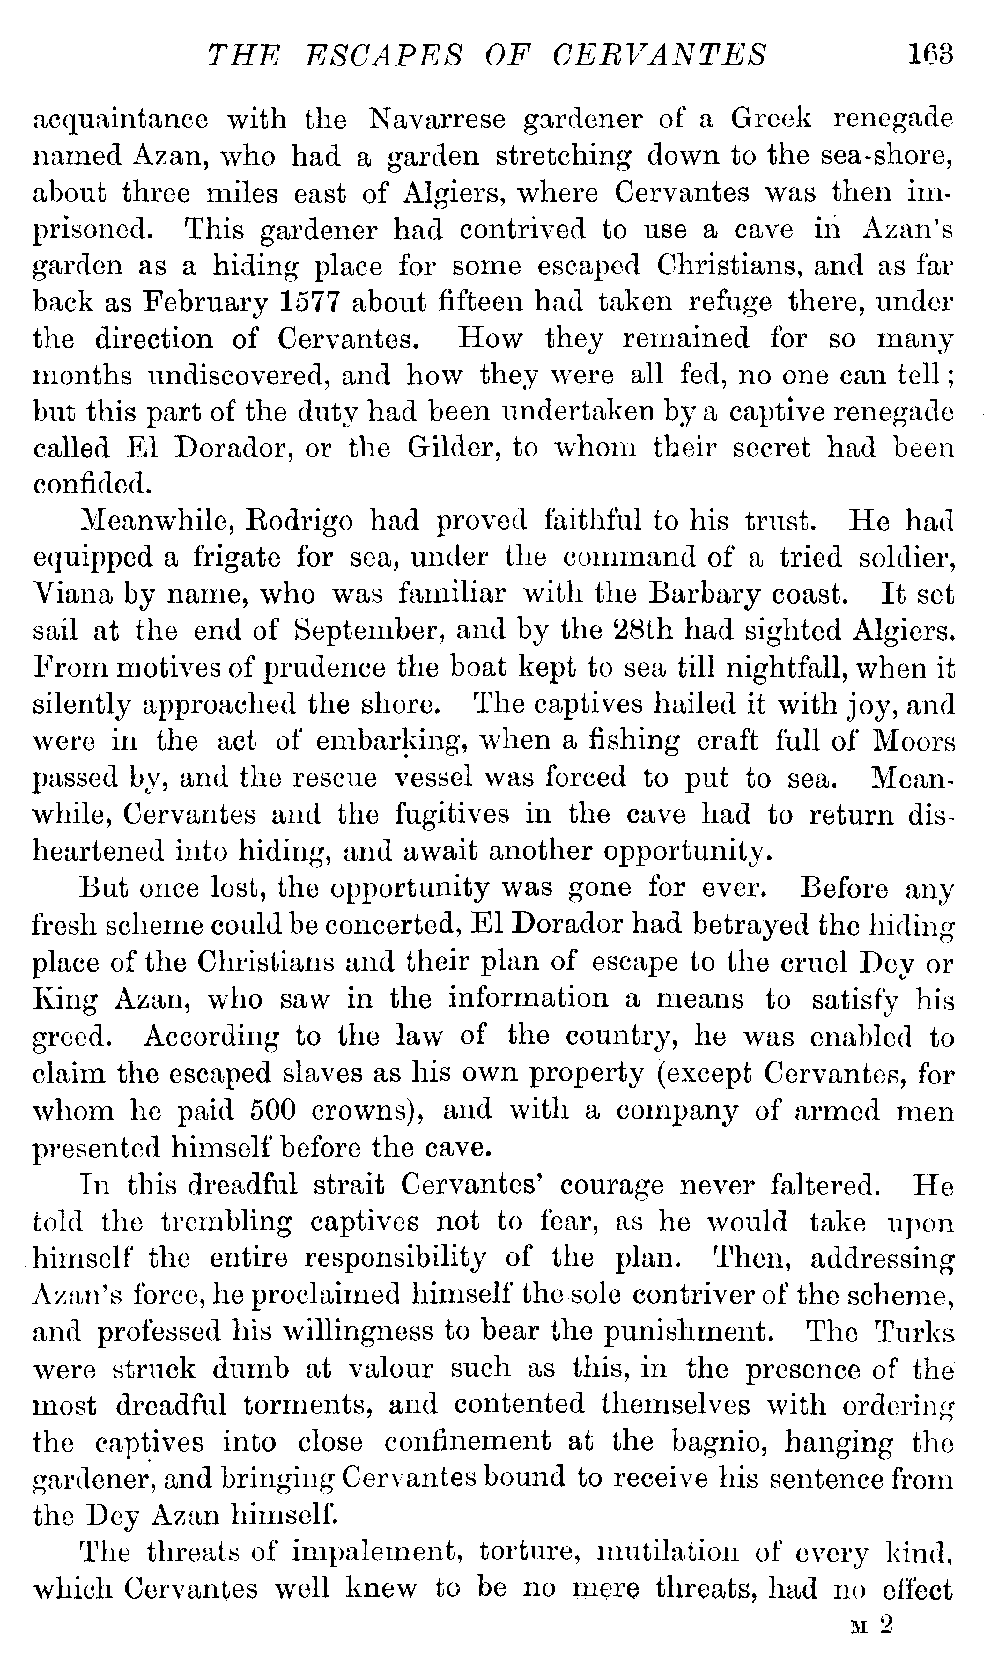 THE ESCAPES OF CERVANTES 163
acquaintance with the Navarrese gardener of a Greek renegade
named Azan, who had a garden stretching down to the sea-shore,
about three miles east of Algiers, where Cervantes was then im-
prisoned. This gardener had contrived to use a cave in Azan's
garden as a hiding place for some escaped Christians, and as far
back as February 1577 about fifteen had taken refuge there, under
the direction of Cervantes. How they remained for so many
months undiscovered, and how they were all fed, no one can tell;
but this part of the duty had been undertaken by a captive renegade
called El Dorador, or the Gilder, to whom their secret had been
confided.
Meanwhile, Rodrigo had proved faithful to his trust. He had
equipped a frigate for sea, under the command of a tried soldier,
Viana by name, who was familiar with the Barbary coast. It set
sail at the end of September, and by the 28th had sighted Algiers.
From motives of prudence the boat kept to sea till nightfall, when it
silently approached the shore. The captives hailed it with joy, and
were in the act of embarking, when a fishing craft full of Moors
passed by, and the rescue vessel was forced to put to sea. Mean-
while, Cervantes and the fugitives in the cave had to return dis-
heartened into hiding, and await another opportunity.
But once lost, the opportunity was gone for ever. Before any
fresh scheme could be concerted, El Dorador had betrayed the hiding
place of the Christians and their plan of escape to the cruel Dey or
King Azan, who saw in the information a means to satisfy his
greed. According to the law of the country, he was enabled to
claim the escaped slaves as his own property (except Cervantes, for
whom he paid 500 crowns), and with a company of armed men
presented himself before the cave.
In this dreadful strait Cervantes' courage never faltered. He
told the trembling captives not to fear, as he would take upon
himself the entire responsibility of the plan. Then, addressing
Azan's force, he proclaimed himself the sole contriver of the scheme,
and professed his willingness to bear the punishment. The Turks
were struck dumb at valour such as this, in the presence of the
most dreadful torments, and contented themselves with ordering
the captives into close confinement at the bagnio, hanging the
gardener, and bringing Cervantes bound to receive his sentence from
the Dey Azan himself.
The threats of impalement, torture, mutilation of every kind,
which Cervantes well knew to be no mere threats, had no effect
M 2